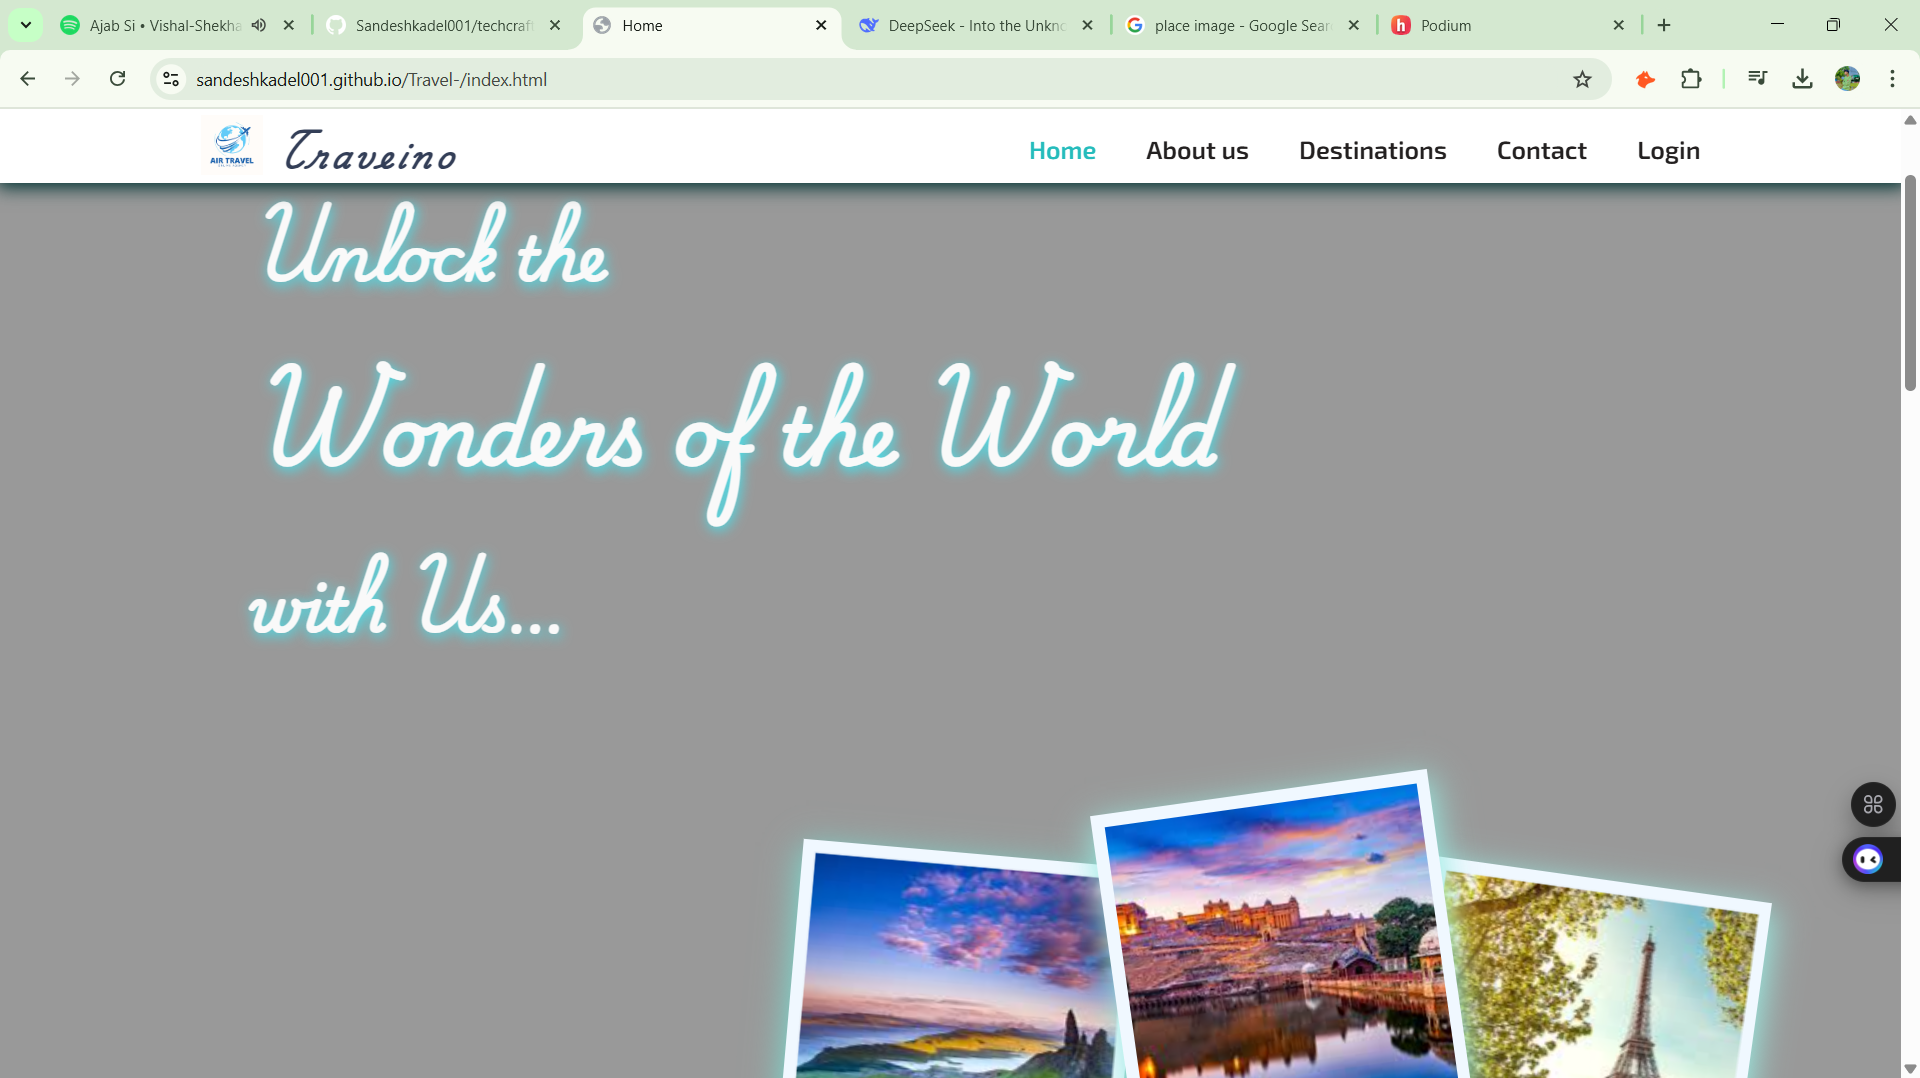 Ajab Si • Vishal-Shekha
Sandeshkadel001/techcraf
Home
DeepSeek - Into the Unkno
place image - Google Sear
Podium
sandeshkadel001.github.io/Travel-/index.html
AIR TRAVEL
Traveino
Home
About us
Destinations
Contact
Login
Unlock the
Wonders of the World
with Us...